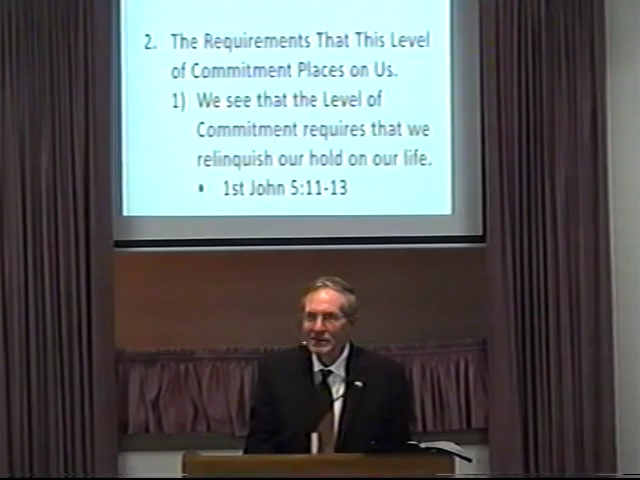 2. The Requirements That This Level
of Commitment Places on Us.
1) We see that the Level of
Commitment requires that we
relinquish our hold on our life.
• 1st John 5:11-13